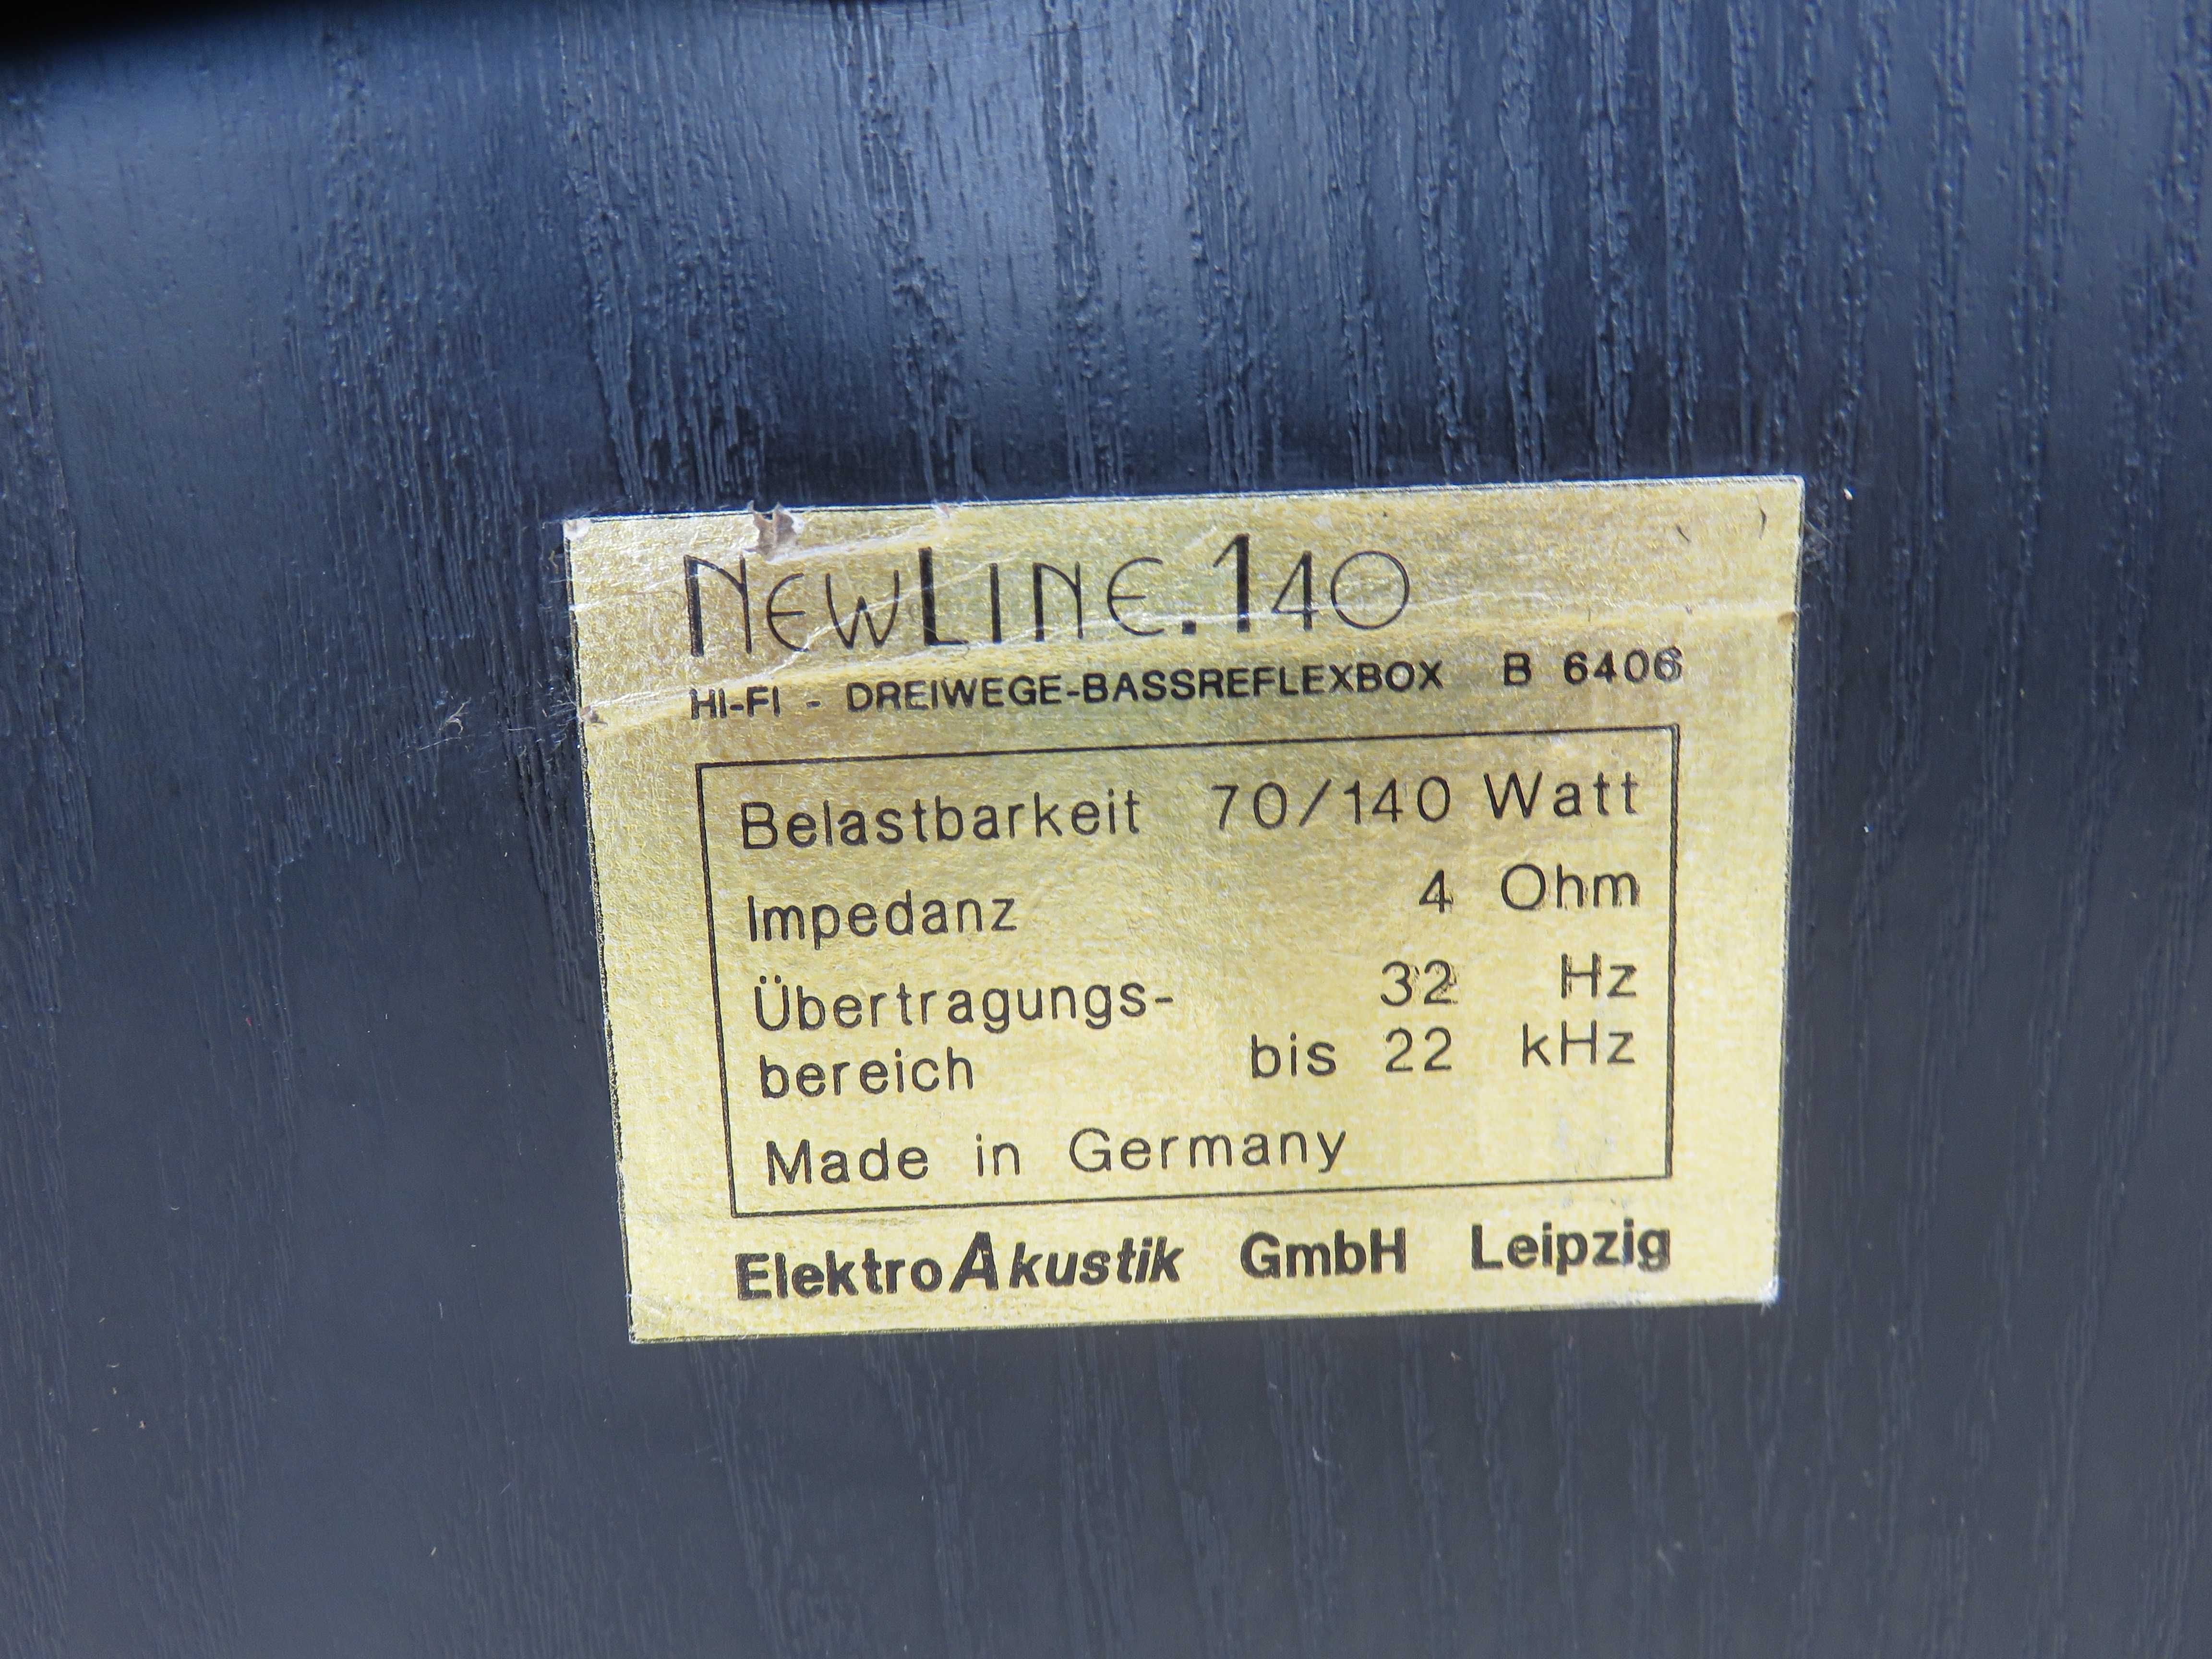 NEWLINE.140
HI-FI - DREIWEGE-BASSREFLEXBOX B 6406
Belastbarkeit 70/140 Watt
Impedanz 4 Ohm
Übertragungs- 32 Hz
bereich bis 22 kHz
Made in Germany
ElektroAkustik GmbH Leipzig